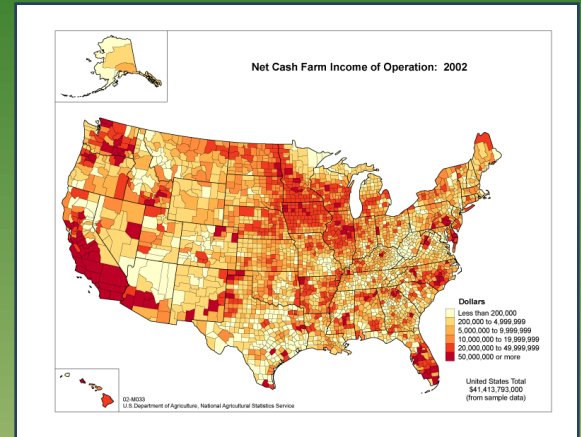 Net Cash Farm Income of Operation: 2002
Dollars
Less than 200,000
200,000 to 4,999,999
5,000,000 to 9,999,999
10,000,000 to 19,999,999
20,000,000 to 49,999,999
50,000,000 or more
United States Total
$41,413,793,000
(from sample data)
02-M033
U.S.Department of Agriculture, National Agricultural Statistics Service